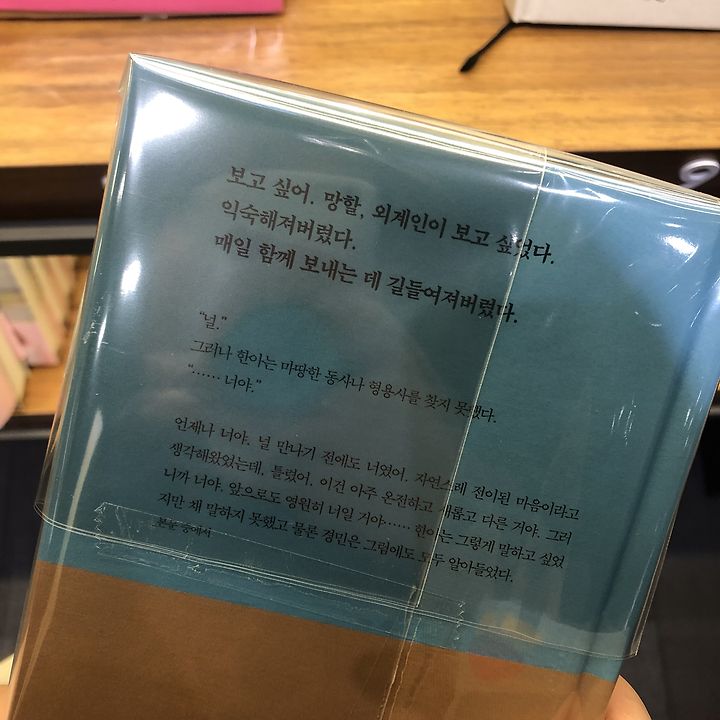 보고 싶어. 망할, 외계인이 보고 싶었다.
익숙해져버렸다.
매일 함께 보내는 데 길들여져버렸다.
“널.”
그러나 한아는 마땅한 동사나 형용사를 찾지 못했다.
“…… 너야.”
언제나 너야. 널 만나기 전에도 너였어. 자연스레 전이된 마음이라고
생각해왔었는데, 틀렸어. 이건 아주 온전하고 새롭고 다른 거야. 그러
니까 너야. 앞으로도 영원히 너일 거야…… 한아는 그렇게 말하고 싶었
지만 채 말하지 못했고 물론 경민은 그럼에도 모두 알아들었다.
본문 중에서